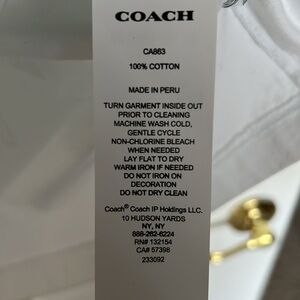 COACH
CA863
100% COTTON
MADE IN PERU
TURN GARMENT INSIDE OUT
PRIOR TO CLEANING
MACHINE WASH COLD,
GENTLE CYCLE
NON-CHLORINE BLEACH
WHEN NEEDED
LAY FLAT TO DRY
WARM IRON IF NEEDED
DO NOT IRON ON
DECORATION
DO NOT DRY CLEAN
Coach® Coach IP Holdings LLC.
10 HUDSON YARDS
NY, NY
888-262-6224
RN# 132154
CA# 57398
233092